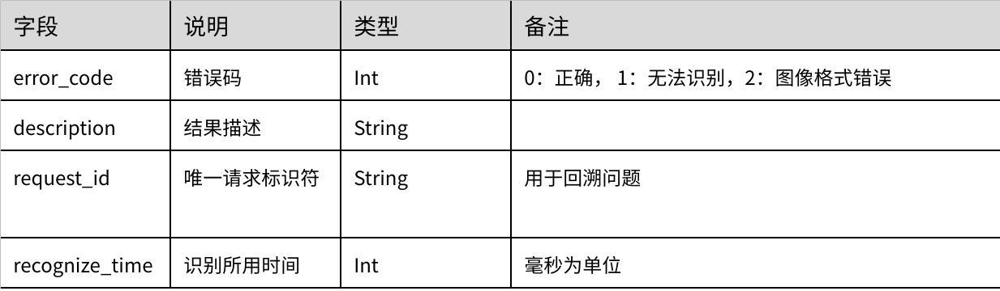 字段 说明 类型 备注
error_code 错误码 Int 0：正确， 1：无法识别，2：图像格式错误
description 结果描述 String
request_id 唯一请求标识符 String 用于回溯问题
recognize_time 识别所用时间 Int 毫秒为单位